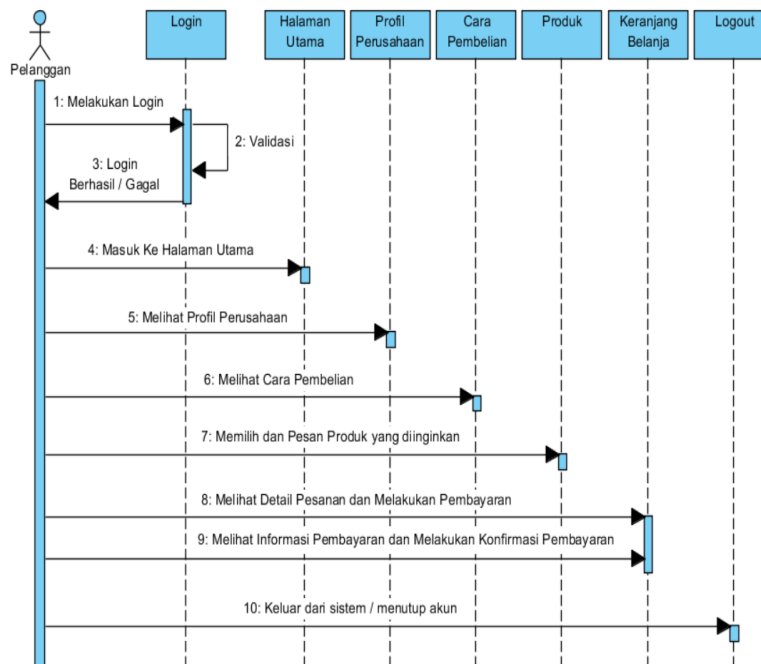 Pelanggan
Login
Halaman
Utama
Profil
Perusahaan
Cara
Pembelian
Produk
Keranjang
Belanja
Logout
1: Melakukan Login
2: Validasi
3: Login
Berhasil / Gagal
4: Masuk Ke Halaman Utama
5: Melihat Profil Perusahaan
6: Melihat Cara Pembelian
7: Memilih dan Pesan Produk yang diinginkan
8: Melihat Detail Pesanan dan Melakukan Pembayaran
9: Melihat Informasi Pembayaran dan Melakukan Konfirmasi Pembayaran
10: Keluar dari sistem / menutup akun